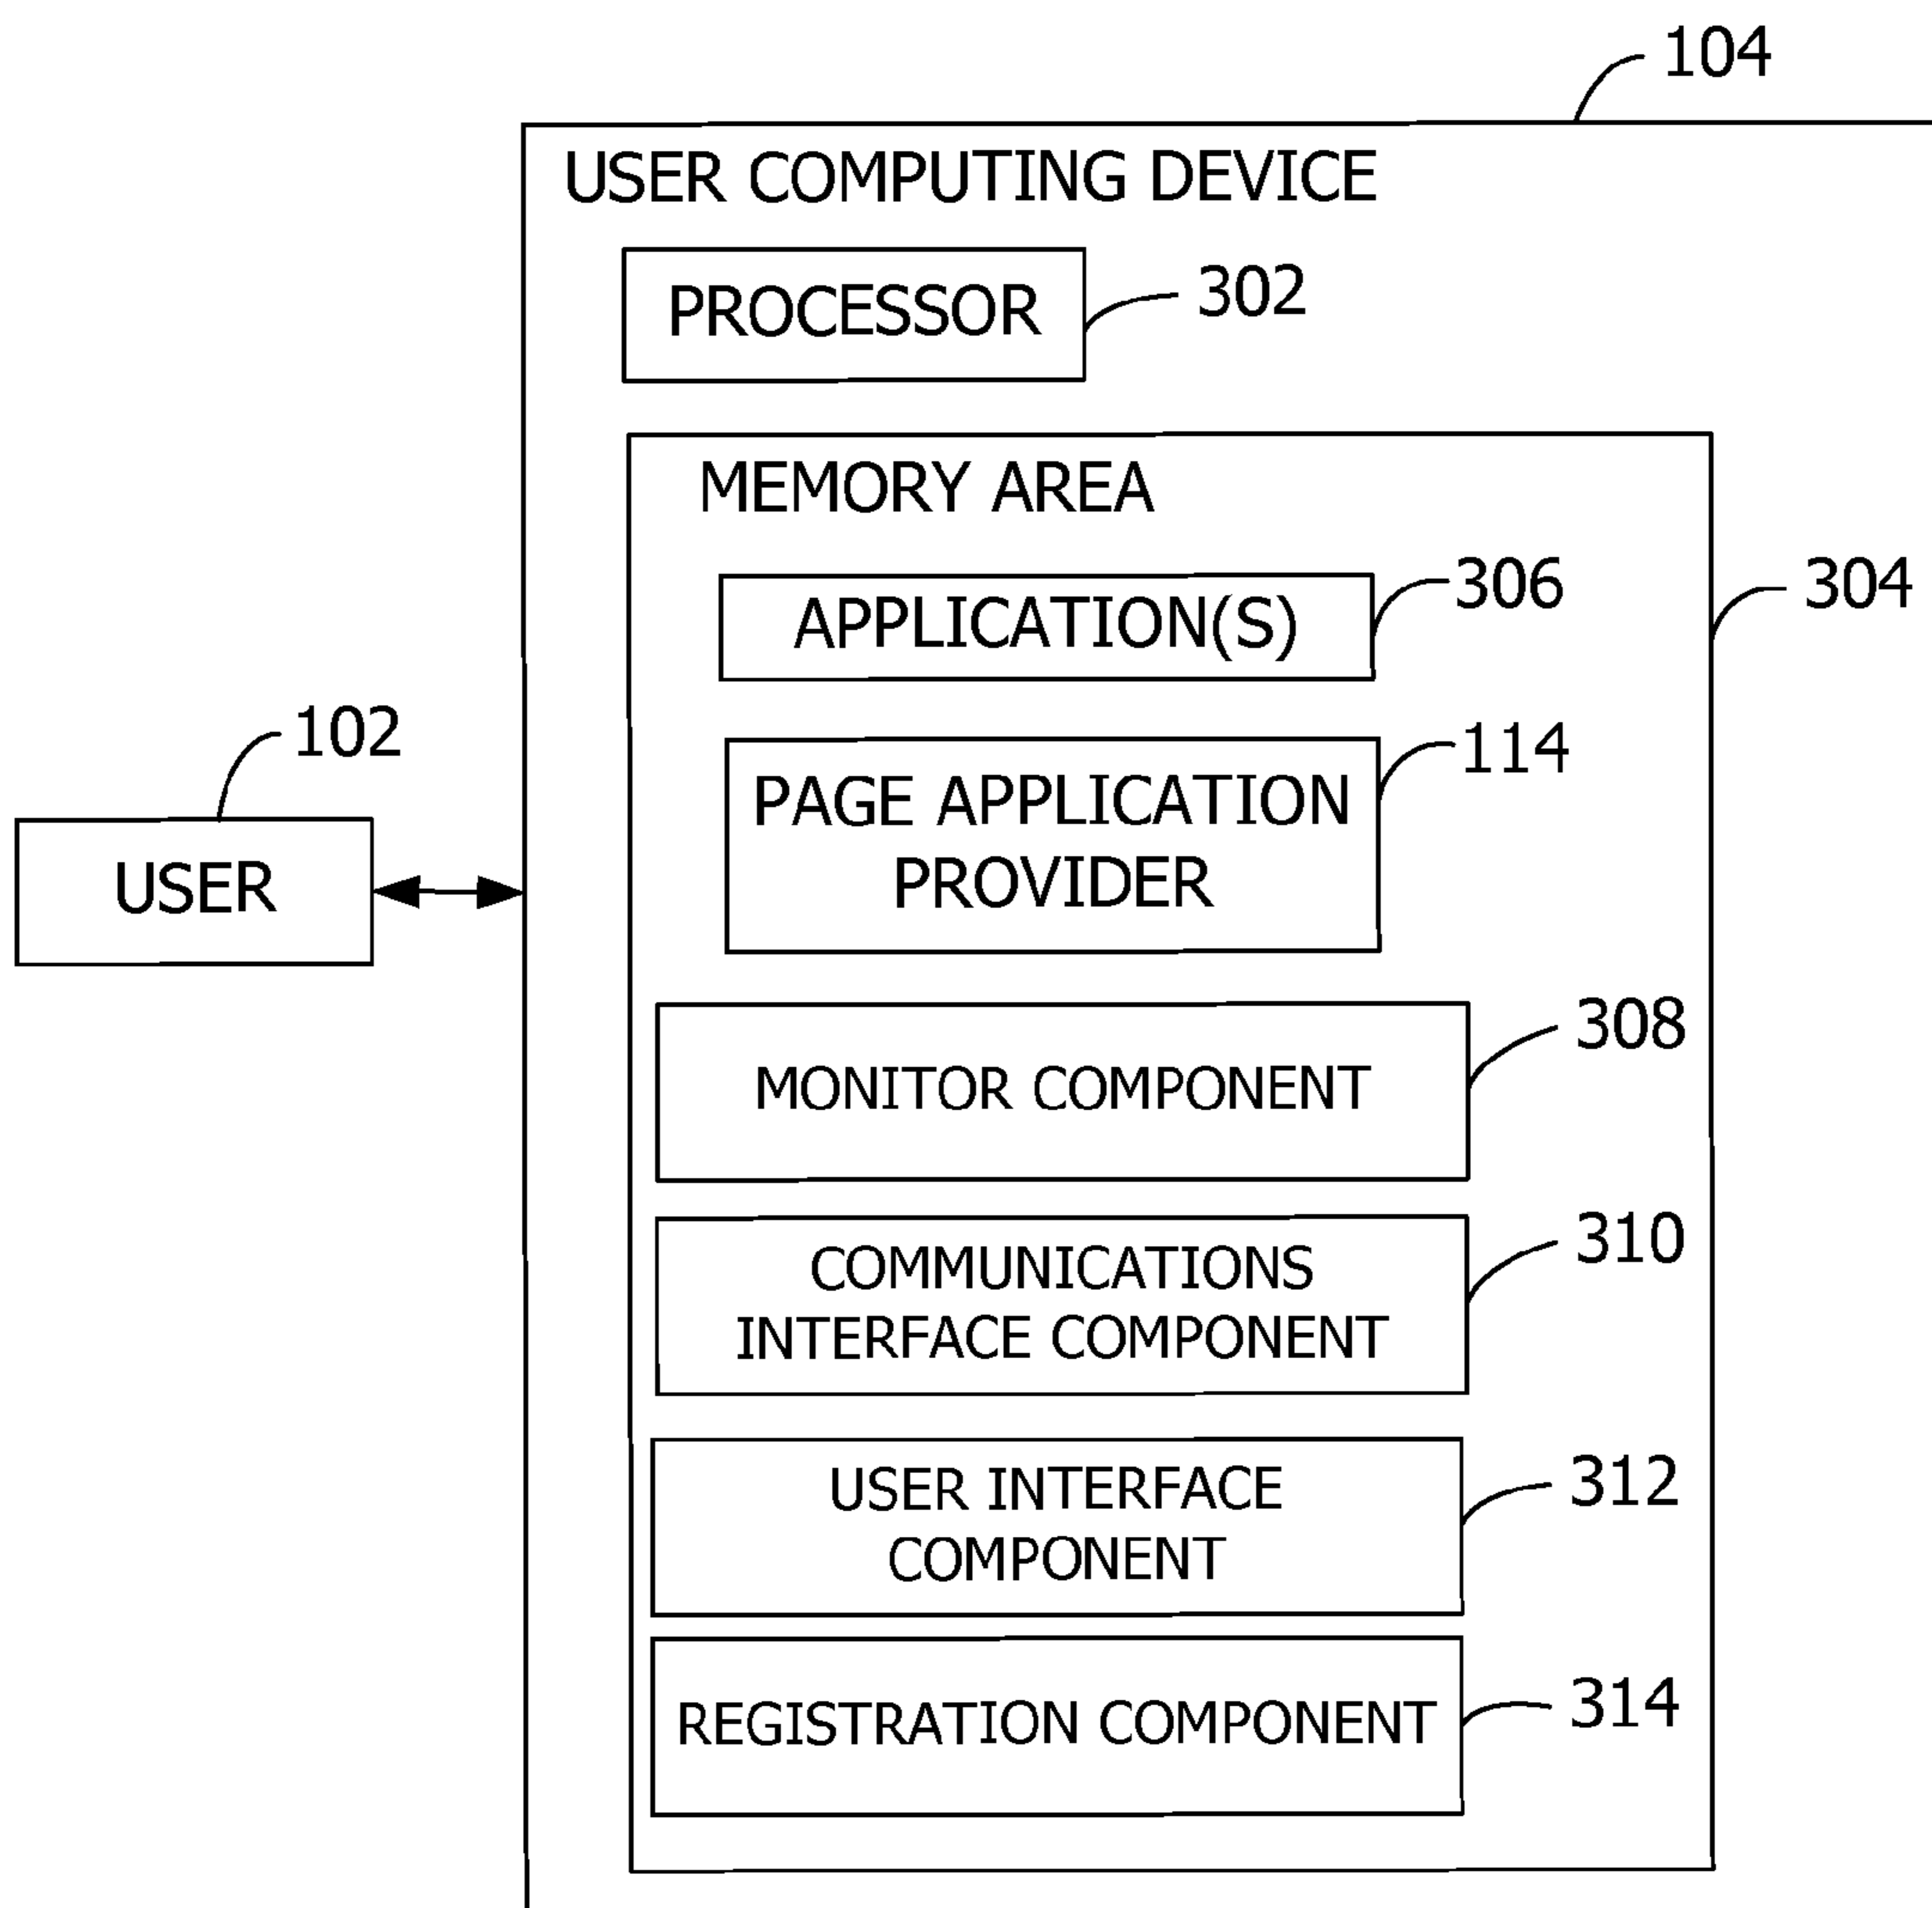 104
USER COMPUTING DEVICE
PROCESSOR
302
MEMORY AREA
APPLICATION(S)
306
304
102
USER
PAGE APPLICATION
PROVIDER
114
MONITOR COMPONENT
308
COMMUNICATIONS
INTERFACE COMPONENT
310
USER INTERFACE
COMPONENT
312
REGISTRATION COMPONENT
314